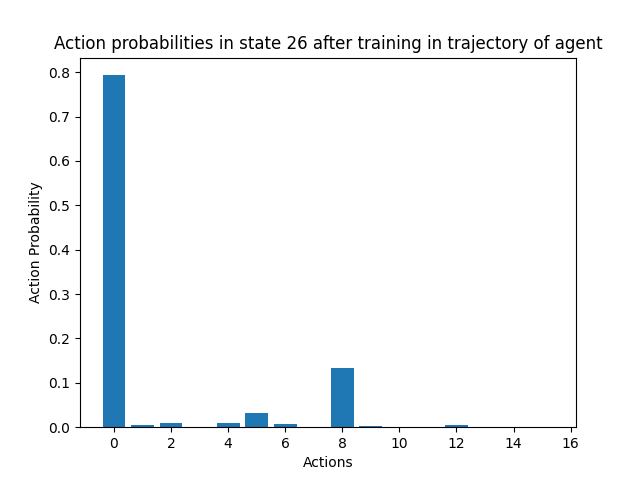 Action probabilities in state 26 after training in trajectory of agent
Action Probability
0.8
0.7
0.6
0.5
0.4
0.3
0.2
0.1
0.0
0 2 4 6 8 10 12 14 16
Actions